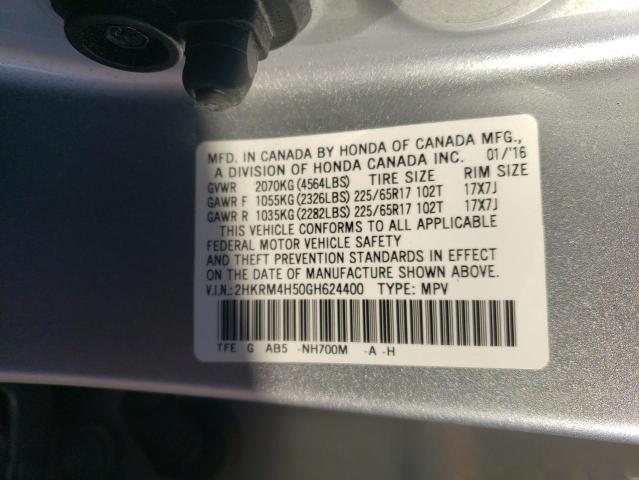 MFD. IN CANADA BY HONDA OF CANADA MFG.,
A DIVISION OF HONDA CANADA INC. 01/'16
GVWR 2070KG (4564LBS) TIRE SIZE RIM SIZE
GAWR F 1055KG (2326LBS) 225/65R17 102T 17X7J
GAWR R 1035KG (2282LBS) 225/65R17 102T 17X7J
THIS VEHICLE CONFORMS TO ALL APPLICABLE
FEDERAL MOTOR VEHICLE SAFETY
AND THEFT PREVENTION STANDARDS IN EFFECT
ON THE DATE OF MANUFACTURE SHOWN ABOVE.
V.I.N.: 2HKRM4H50GH624400 TYPE: MPV
TFE G AB5 -NH700M -A -H